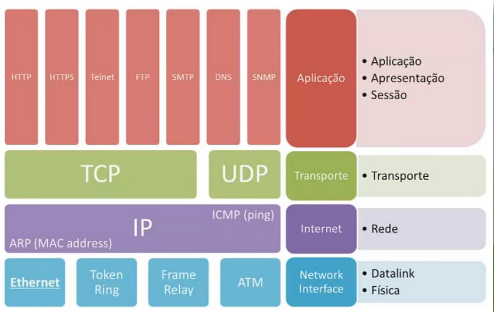 HTTP
HTTPS
Telnet
FTP
SMTP
DNS
SNMP
Aplicação
• Aplicação
• Apresentação
• Sessão
TCP
UDP
Transporte
• Transporte
IP
ICMP (ping)
ARP (MAC address)
Internet
• Rede
Ethernet
Token
Ring
Frame
Relay
ATM
Network
Interface
• Datalink
• Física